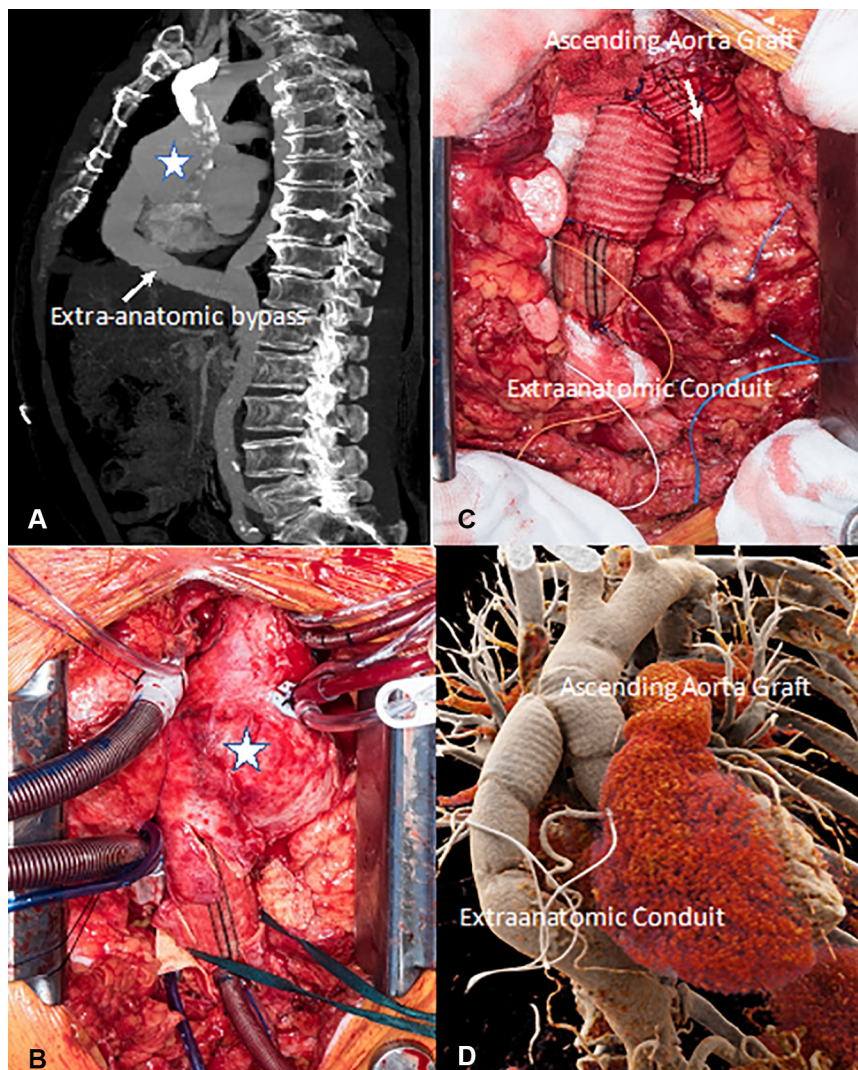 Extra-anatomic bypass
A
Ascending Aorta Graft
Extraanatomic Conduit
C
B
Ascending Aorta Graft
Extraanatomic Conduit
D